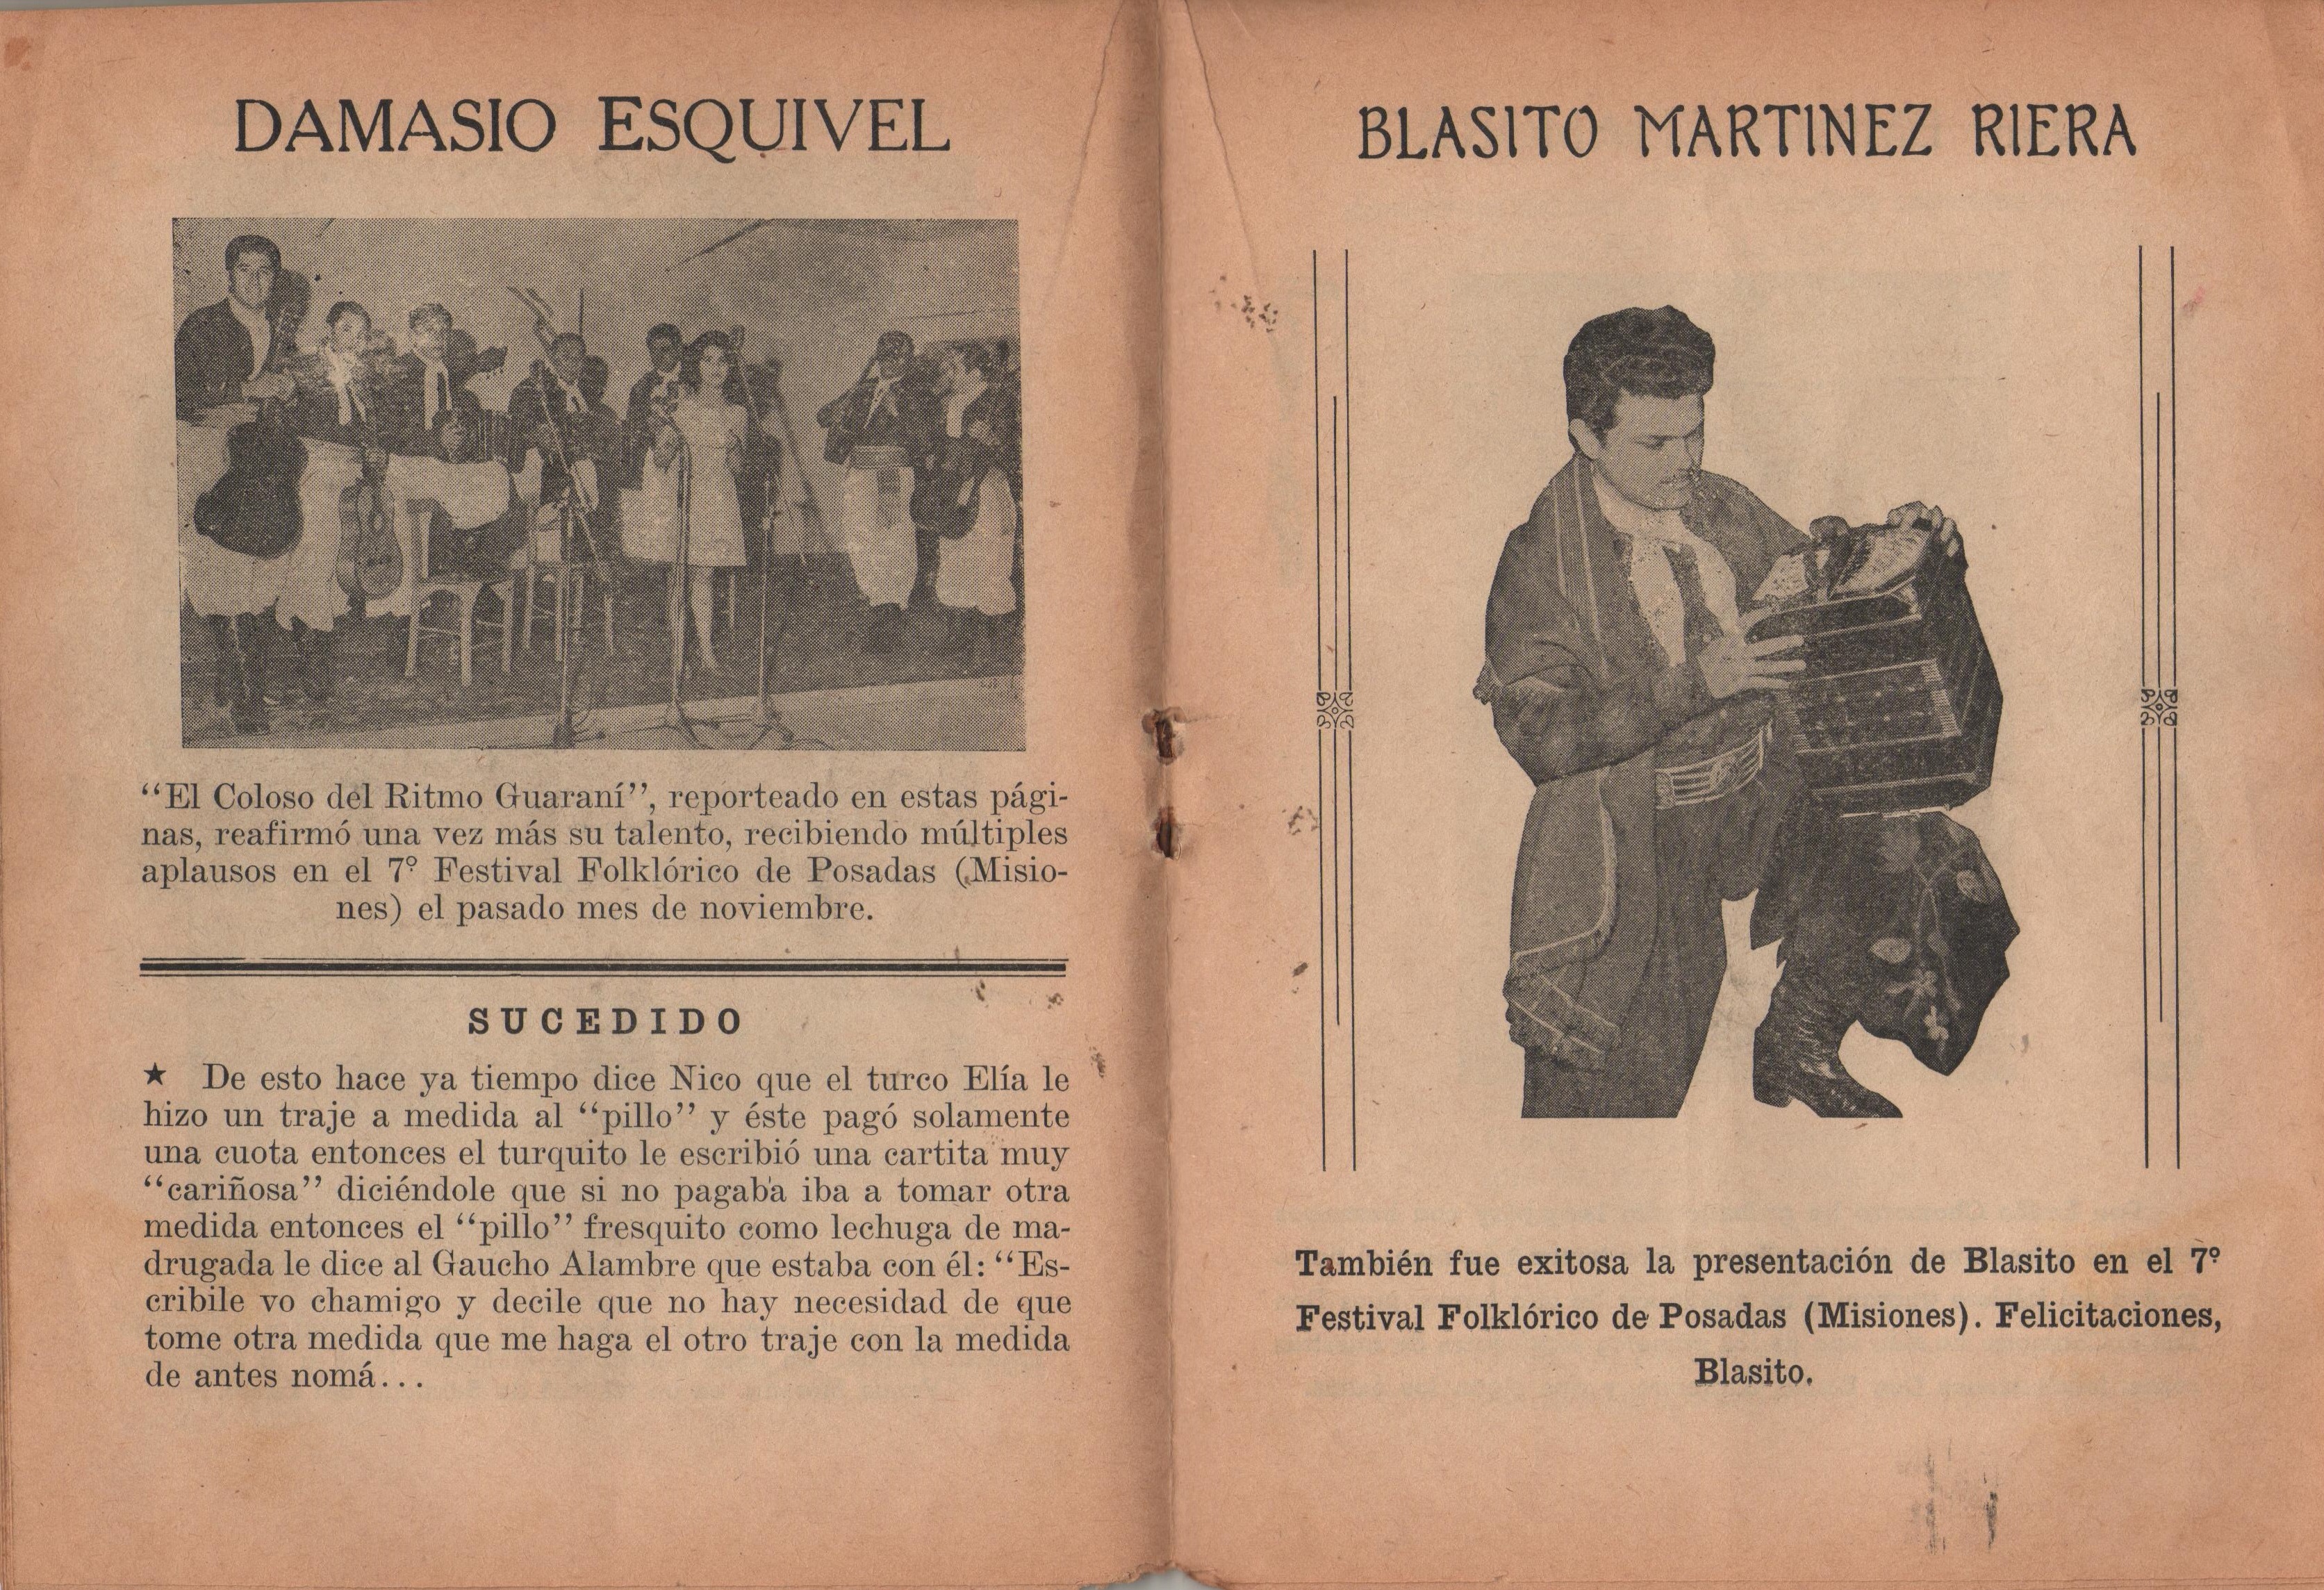 DAMASIO ESQUIVEL
“El Coloso del Ritmo Guaraní”, reporteado en estas pági-
nas, reafirmó una vez más su talento, recibiendo múltiples
aplausos en el 7º Festival Folklórico de Posadas (Misio-
nes) el pasado mes de noviembre.
SUCEDIDO
★ De esto hace ya tiempo dice Nico que el turco Elía le
hizo un traje a medida al “pillo” y éste pagó solamente
una cuota entonces el turquito le escribió una cartita muy
“cariñosa” diciéndole que si no pagaba iba a tomar otra
medida entonces el “pillo” fresquito como lechuga de ma-
drugada le dice al Gaucho Alambre que estaba con él: “Es-
cribile vo chamigo y decile que no hay necesidad de que
tome otra medida que me haga el otro traje con la medida
de antes nomá...
BLASITO MARTINEZ RIERA
También fue exitosa la presentación de Blasito en el 7º
Festival Folklórico de Posadas (Misiones). Felicitaciones,
Blasito.